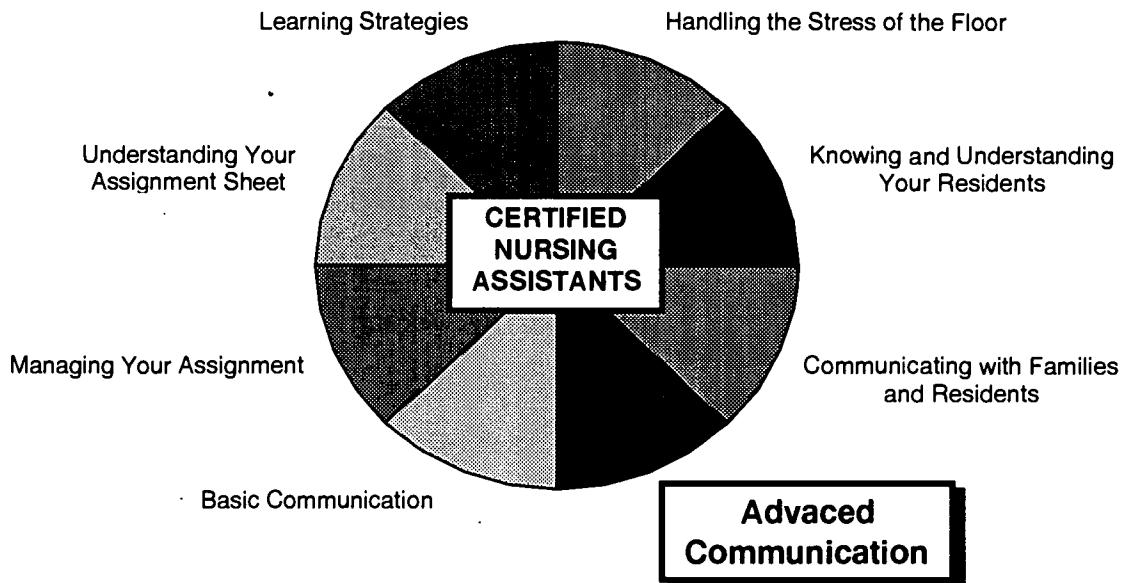 Learning Strategies
Handling the Stress of the Floor
Understanding Your
Assignment Sheet
Knowing and Understanding
Your Residents
CERTIFIED
NURSING
ASSISTANTS
Managing Your Assignment
Communicating with Families
and Residents
Basic Communication
Advaced
Communication